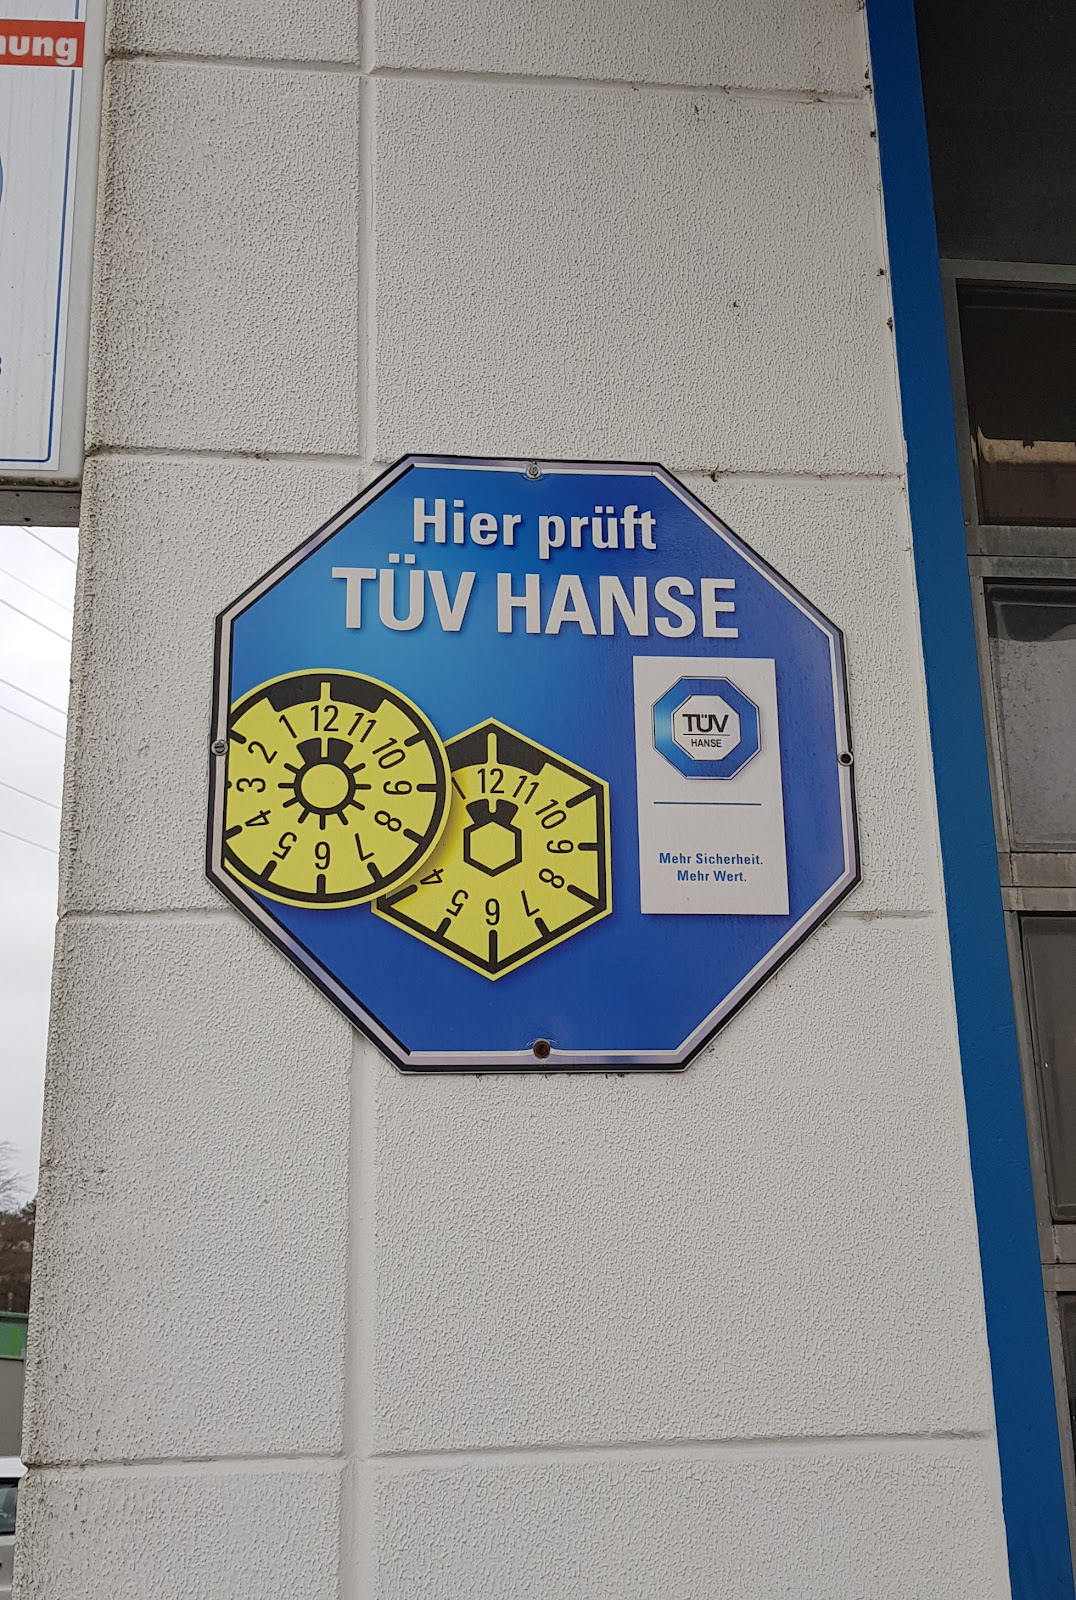 Hier prüft
TÜV HANSE
1 12 11 10 9 8 7 6 5 4 3 2
1 12 11 10 9 8 7 6 5 4
TÜV
HANSE
Mehr Sicherheit.
Mehr Wert.